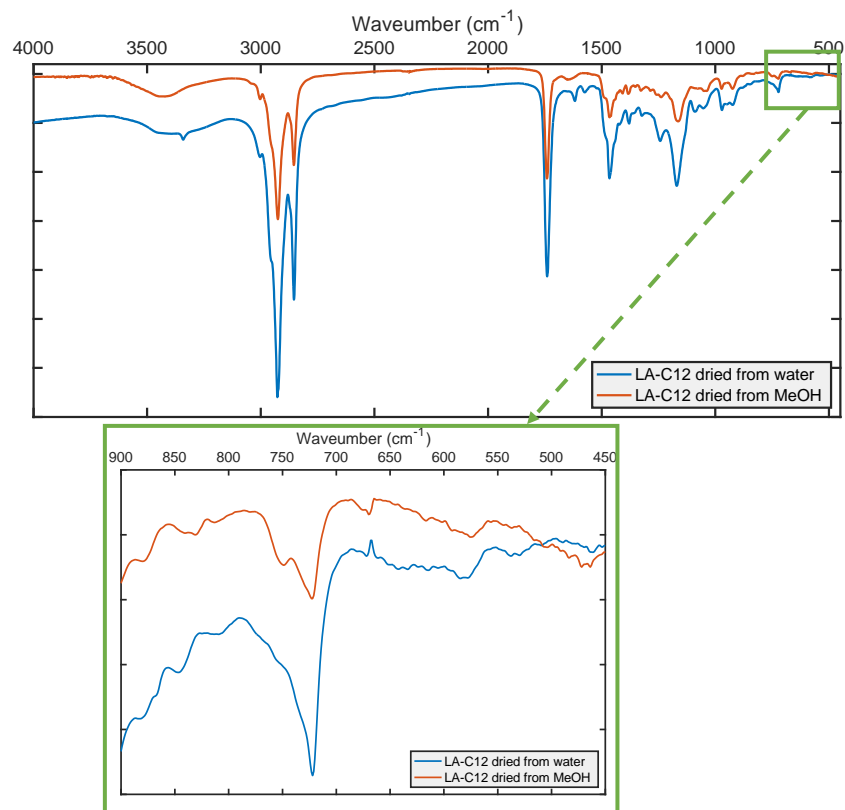 Waveumber (cm-1)
4000 3500 3000 2500 2000 1500 1000 500
LA-C12 dried from water
LA-C12 dried from MeOH
Waveumber (cm-1)
900 850 800 750 700 650 600 550 500 450
LA-C12 dried from water
LA-C12 dried from MeOH